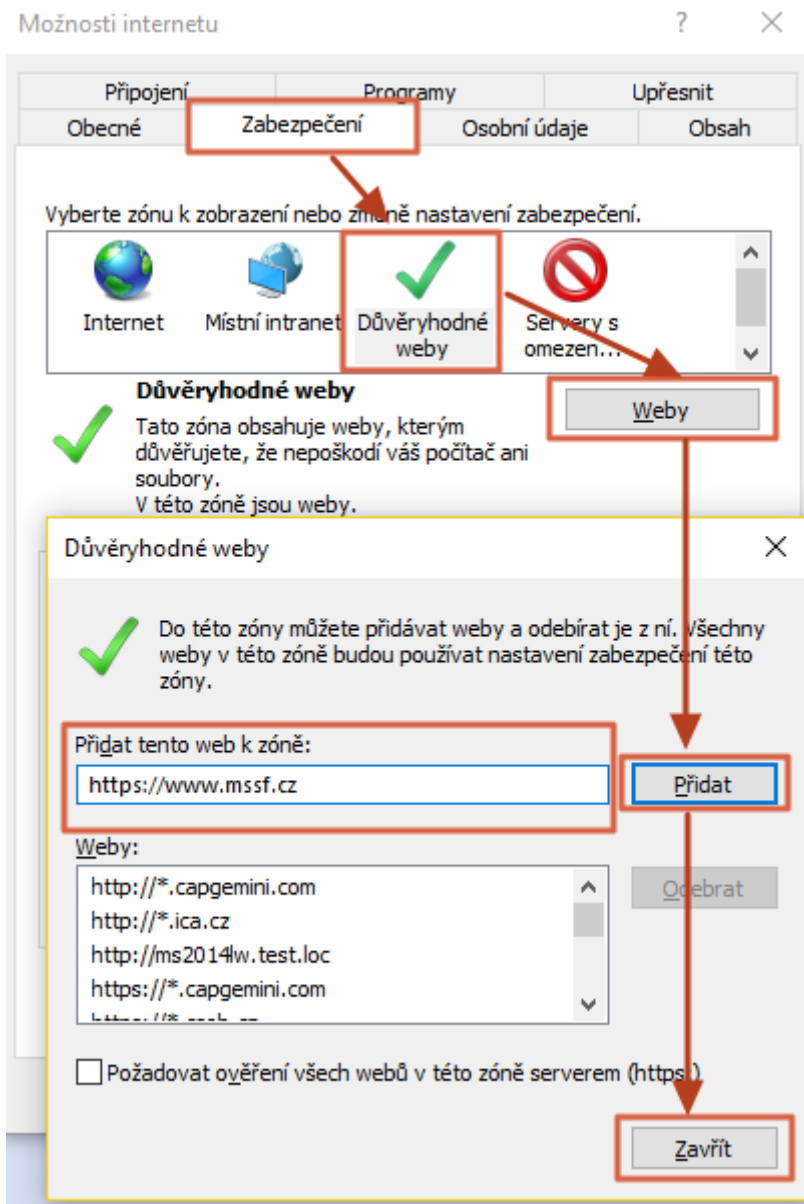 Možnosti internetu
Připojení Programy Upřesnit
Obecné Zabezpečení Osobní údaje Obsah
Vyberte zónu k zobrazení nebo změně nastavení zabezpečení.
Internet Místní intranet Důvěryhodné weby Servery s omezen...
Důvěryhodné weby
Weby
Tato zóna obsahuje weby, kterým
důvěřujete, že nepoškodí váš počítač ani
soubory.
V této zóně jsou weby.
Důvěryhodné weby
Do této zóny můžete přidávat weby a odebírat je z ní. Všechny
weby v této zóně budou používat nastavení zabezpečení této
zóny.
Přidat tento web k zóně:
https://www.mssf.cz Přidat
Weby:
http://*.capgemini.com Odebrat
http://*.ica.cz
http://ms2014lw.test.loc
https://*.capgemini.com
Požadovat ověření všech webů v této zóně serverem (https:)
Zavřít